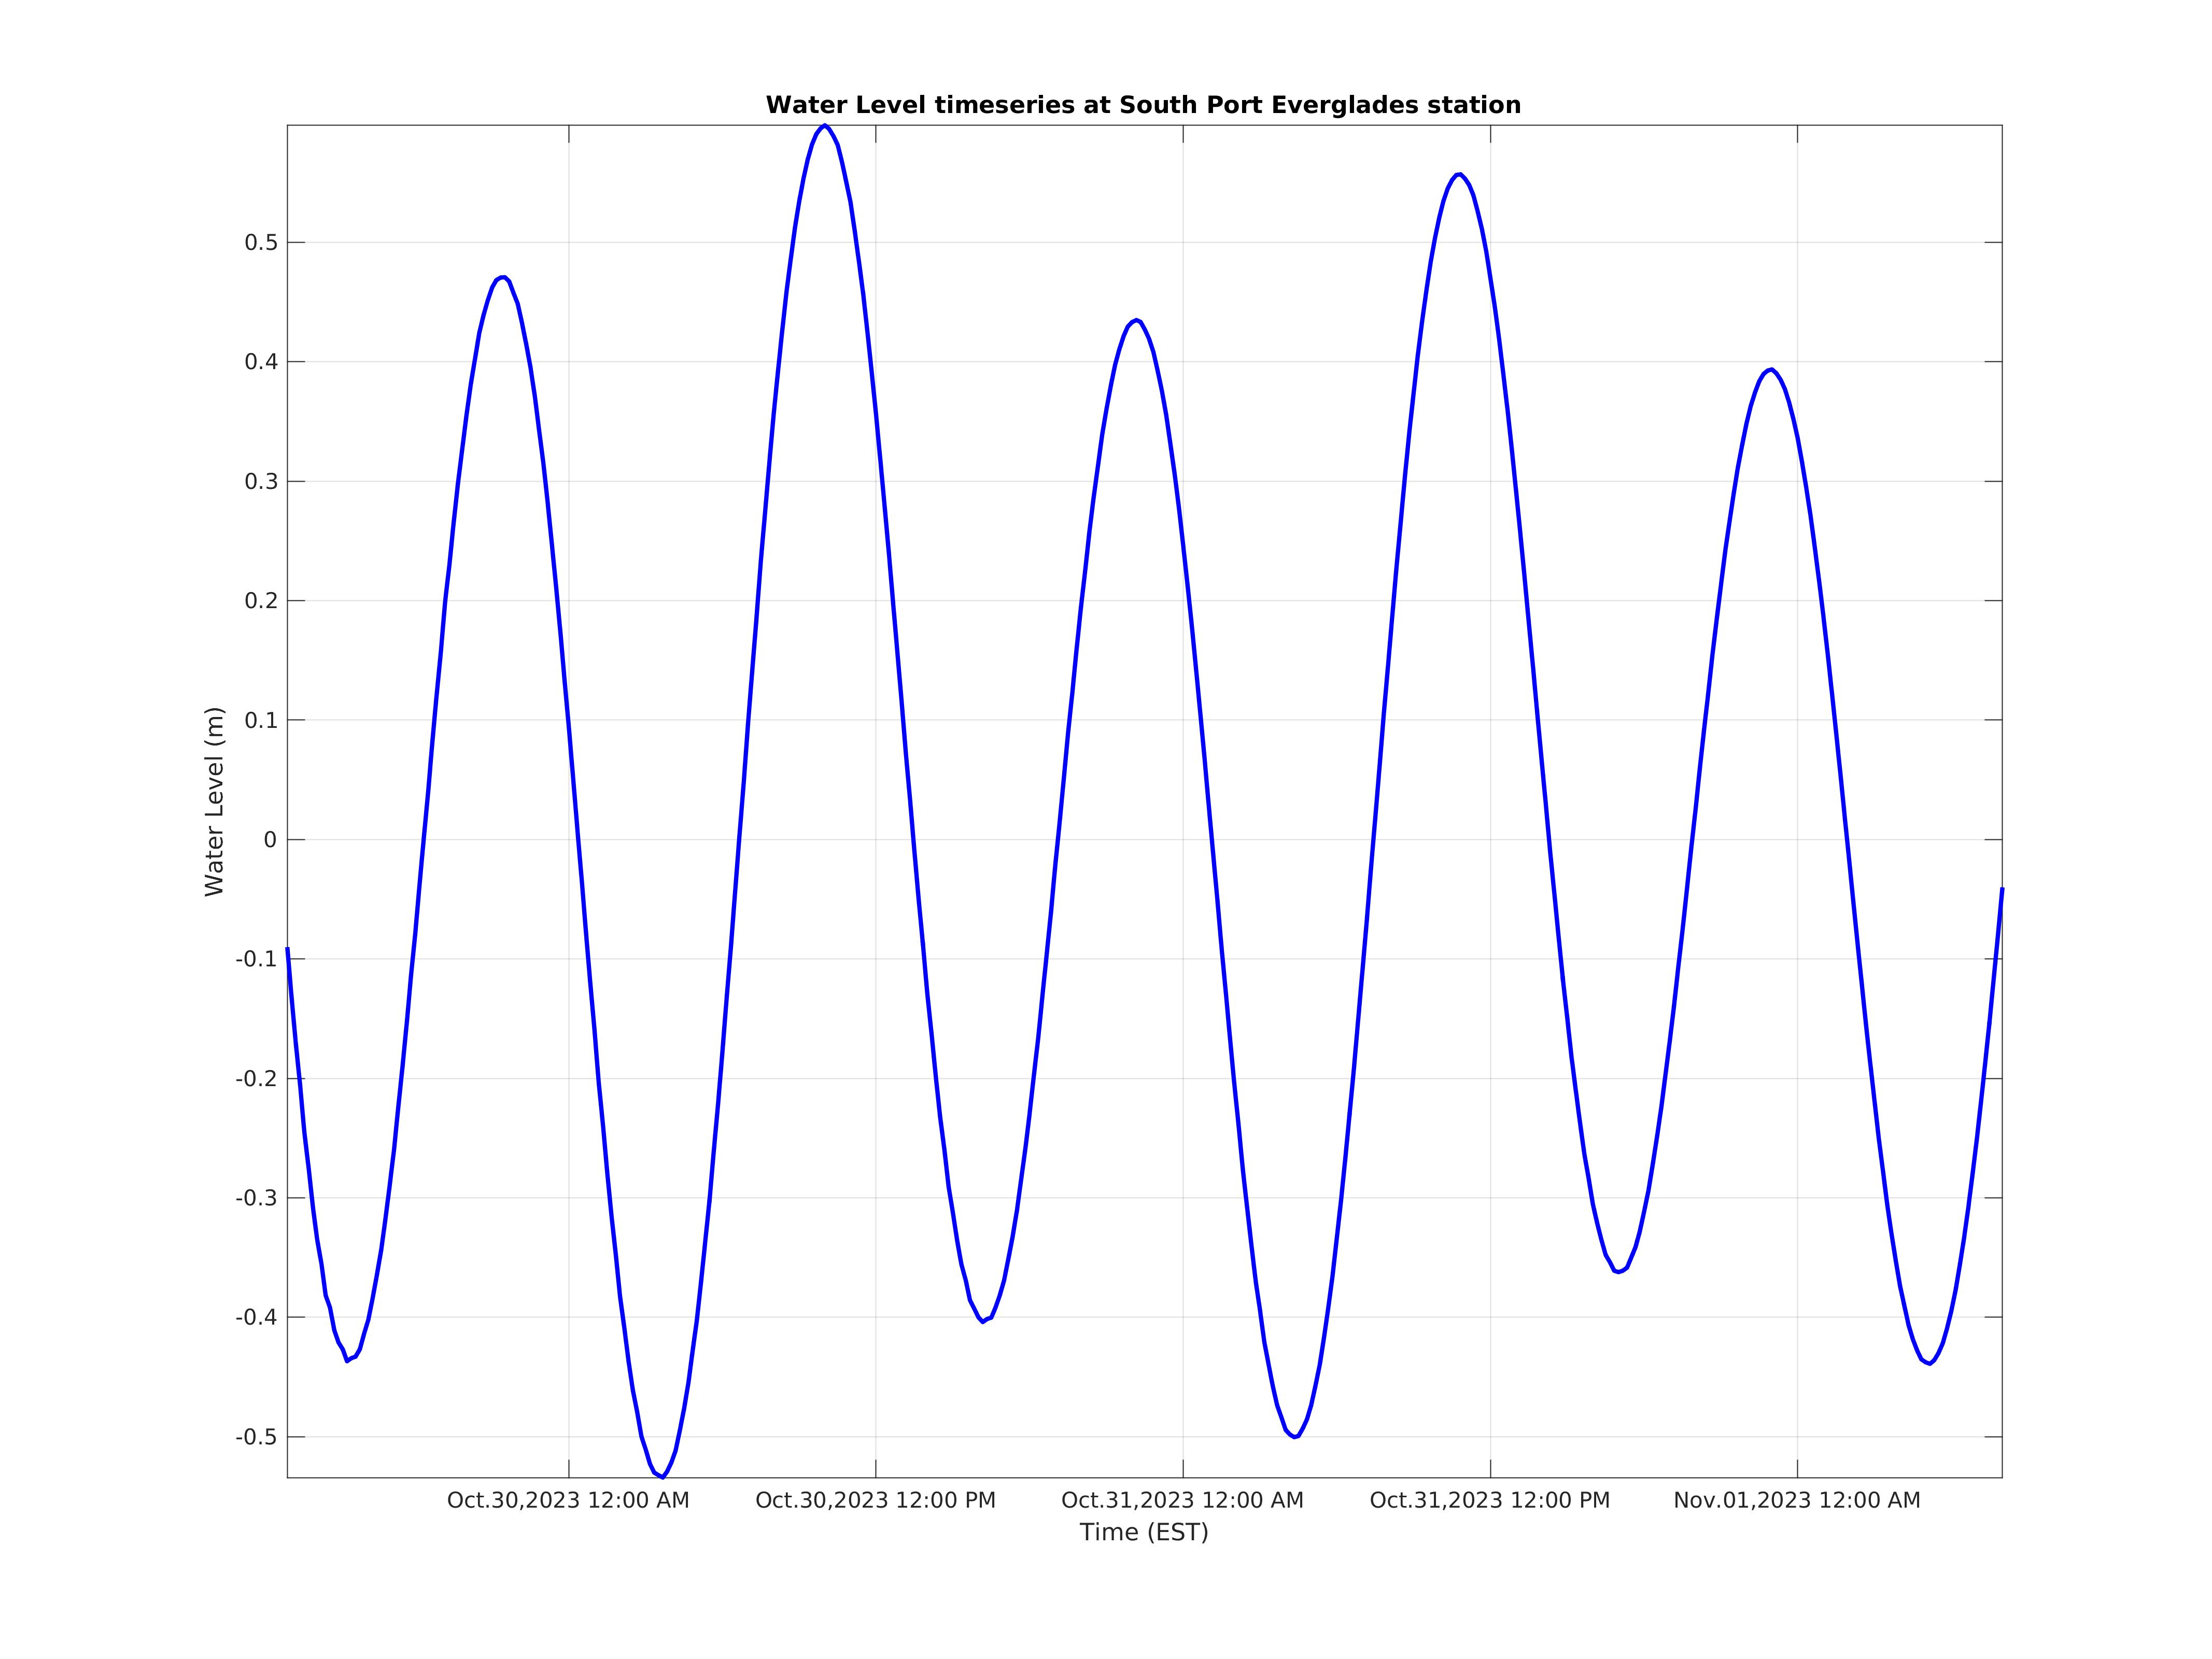 Water Level timeseries at South Port Everglades station
0.5
0.4
0.3
0.2
0.1
0
-0.1
-0.2
-0.3
-0.4
-0.5
Water Level (m)
Oct.30,2023 12:00 AM
Oct.30,2023 12:00 PM
Oct.31,2023 12:00 AM
Oct.31,2023 12:00 PM
Nov.01,2023 12:00 AM
Time (EST)